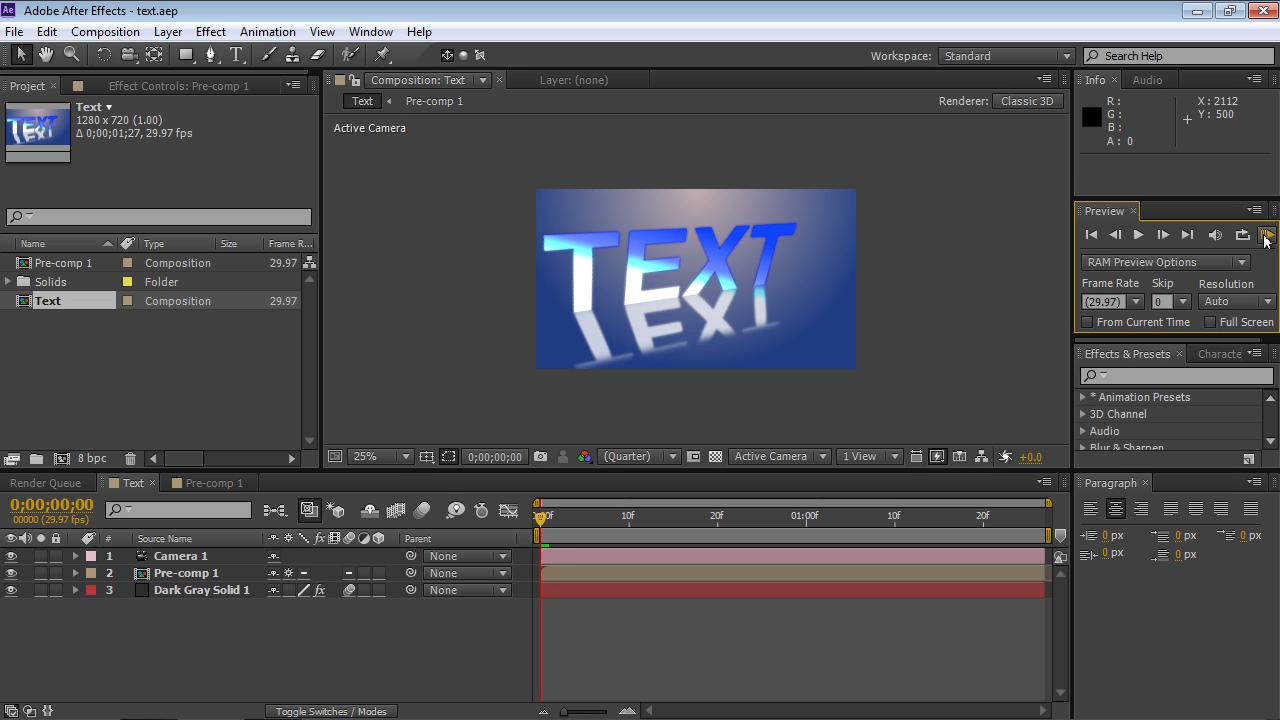 Adobe After Effects - text.aep
File Edit Composition Layer Effect Animation View Window Help
Workspace: Standard Search Help
Project Effect Controls: Pre-comp 1
Text
1280 x 720 (1.00)
Δ 0;00;01;27, 29.97 fps
Name Type Size Frame R...
Pre-comp 1 Composition 29.97
Solids Folder
Text Composition 29.97
8 bpc
Composition: Text Layer: (none)
Text Pre-comp 1 Renderer: Classic 3D
Active Camera
TEXT
25% 0;00;00;00 (Quarter) Active Camera 1 View +0.0
Info Audio
R : X : 2112
G : Y : 500
B :
A : 0
Preview
RAM Preview Options
Frame Rate Skip Resolution
(29.97) 0 Auto
From Current Time Full Screen
Effects & Presets Characte
* Animation Presets
3D Channel
Audio
Blur & Sharpen
Render Queue Text Pre-comp 1
0;00;00;00
00000 (29.97 fps)
10f 20f 01:00f 10f 20f
# Source Name Parent
1 Camera 1 None
2 Pre-comp 1 None
3 Dark Gray Solid 1 None
Toggle Switches / Modes
Paragraph
0 px 0 px 0 px
0 px 0 px